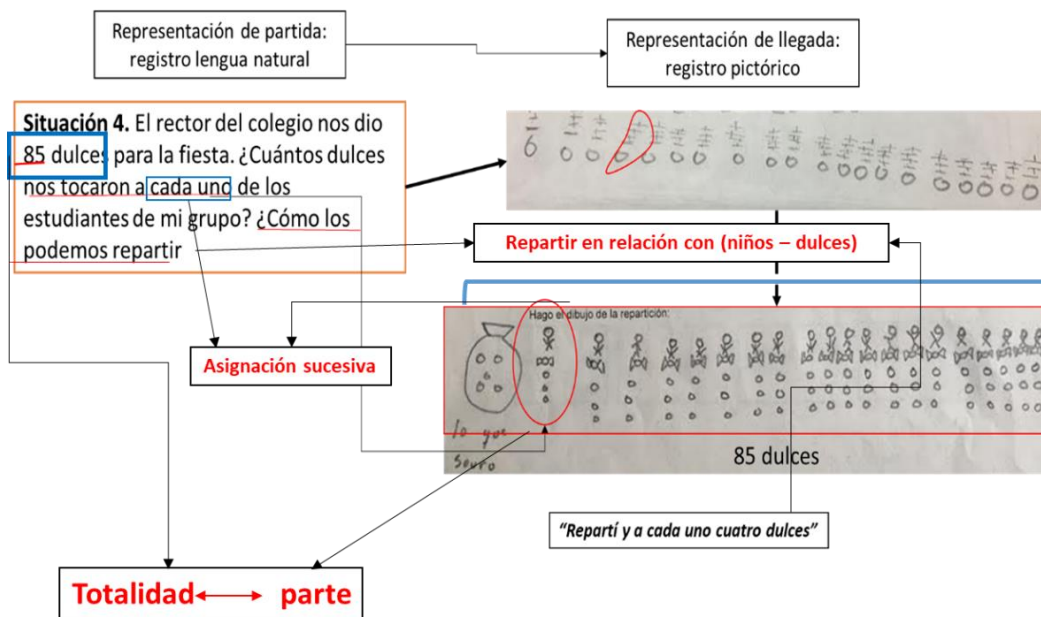 Representación de partida:
registro lengua natural
Representación de llegada:
registro pictórico
Situación 4. El rector del colegio nos dio
85 dulces para la fiesta. ¿Cuántos dulces
nos tocaron a cada uno de los
estudiantes de mi grupo? ¿Cómo los
podemos repartir
Repartir en relación con (niños – dulces)
Hago el dibujo de la repartición:
Asignación sucesiva
lo que
85 dulces
"Repartí y a cada uno cuatro dulces"
Totalidad parte